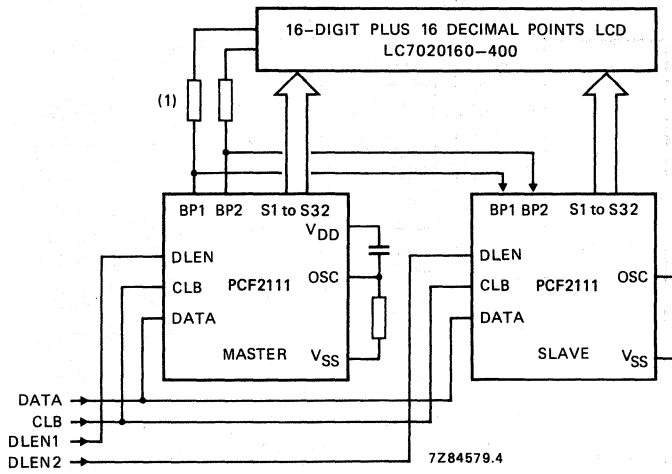 16-DIGIT PLUS 16 DECIMAL POINTS LCD
LC7020160-400
(1)
BP1 BP2 S1 to S32
VDD
DLEN
CLB PCF2111 OSC
DATA
MASTER VSS
BP1 BP2 S1 to S32
DLEN
CLB PCF2111 OSC
DATA
SLAVE VSS
DATA
CLB
DLEN1
DLEN2
7Z84579.4